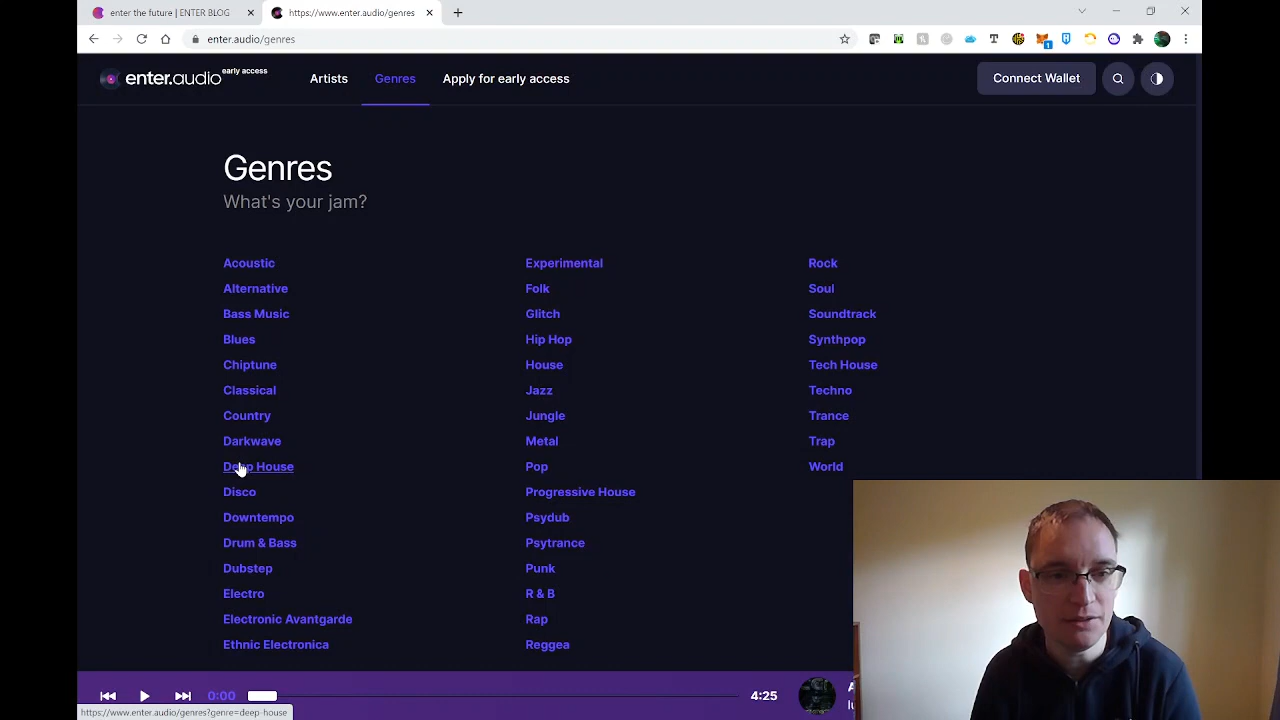 enter the future | ENTER BLOG
https://www.enter.audio/genres
enter.audio/genres
enter.audio early access
Artists
Genres
Apply for early access
Connect Wallet
Genres
What's your jam?
Acoustic
Alternative
Bass Music
Blues
Chiptune
Classical
Country
Darkwave
Deep House
Disco
Downtempo
Drum & Bass
Dubstep
Electro
Electronic Avantgarde
Ethnic Electronica
Experimental
Folk
Glitch
Hip Hop
House
Jazz
Jungle
Metal
Pop
Progressive House
Psydub
Psytrance
Punk
R & B
Rap
Reggea
Rock
Soul
Soundtrack
Synthpop
Tech House
Techno
Trance
Trap
World
0:00
4:25
https://www.enter.audio/genres?genre=deep-house